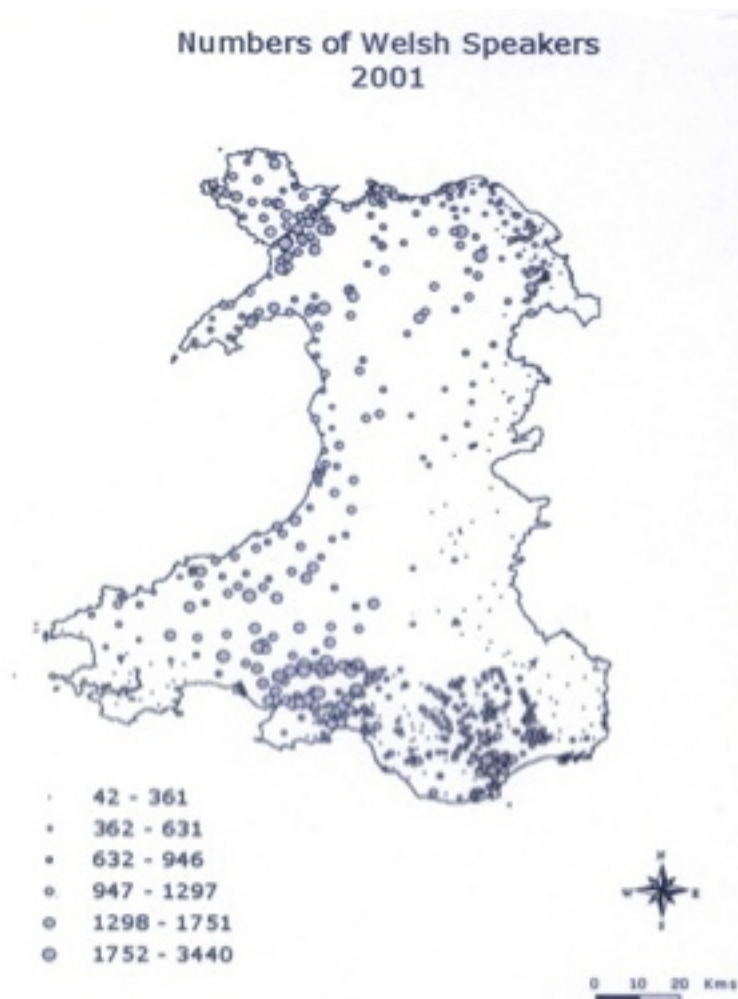 Numbers of Welsh Speakers
2001
42 - 361
362 - 631
632 - 946
947 - 1297
1298 - 1751
1752 - 3440
N
W E
S
0 10 20 Kms